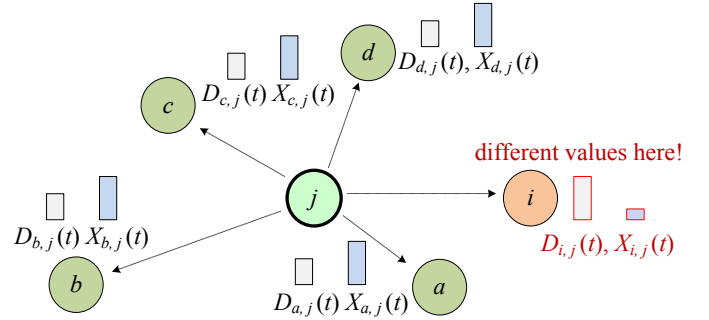 d
D_{d,j}(t), X_{d,j}(t)
c
D_{c,j}(t) X_{c,j}(t)
different values here!
j
i
D_{b,j}(t) X_{b,j}(t)
D_{i,j}(t), X_{i,j}(t)
b
D_{a,j}(t) X_{a,j}(t)
a